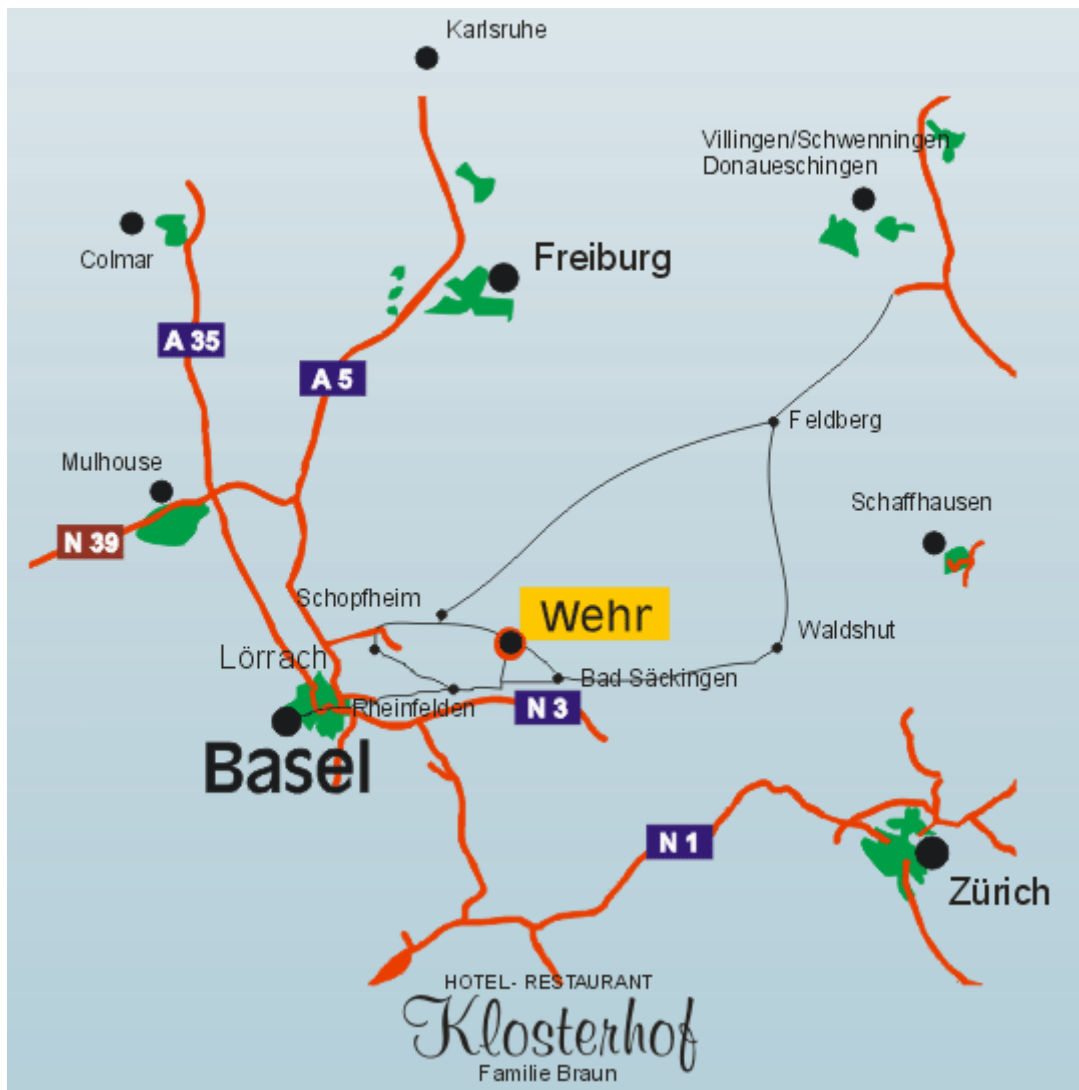 Karlsruhe
Villingen/Schwenningen
Donaueschingen
Colmar
Freiburg
A 35
A 5
Feldberg
Mulhouse
Schaffhausen
N 39
Schopfheim
Wehr
Waldshut
Lörrach
Bad Säckingen
Rheinfelden
N 3
Basel
N 1
Zürich
HOTEL- RESTAURANT
Klosterhof
Familie Braun